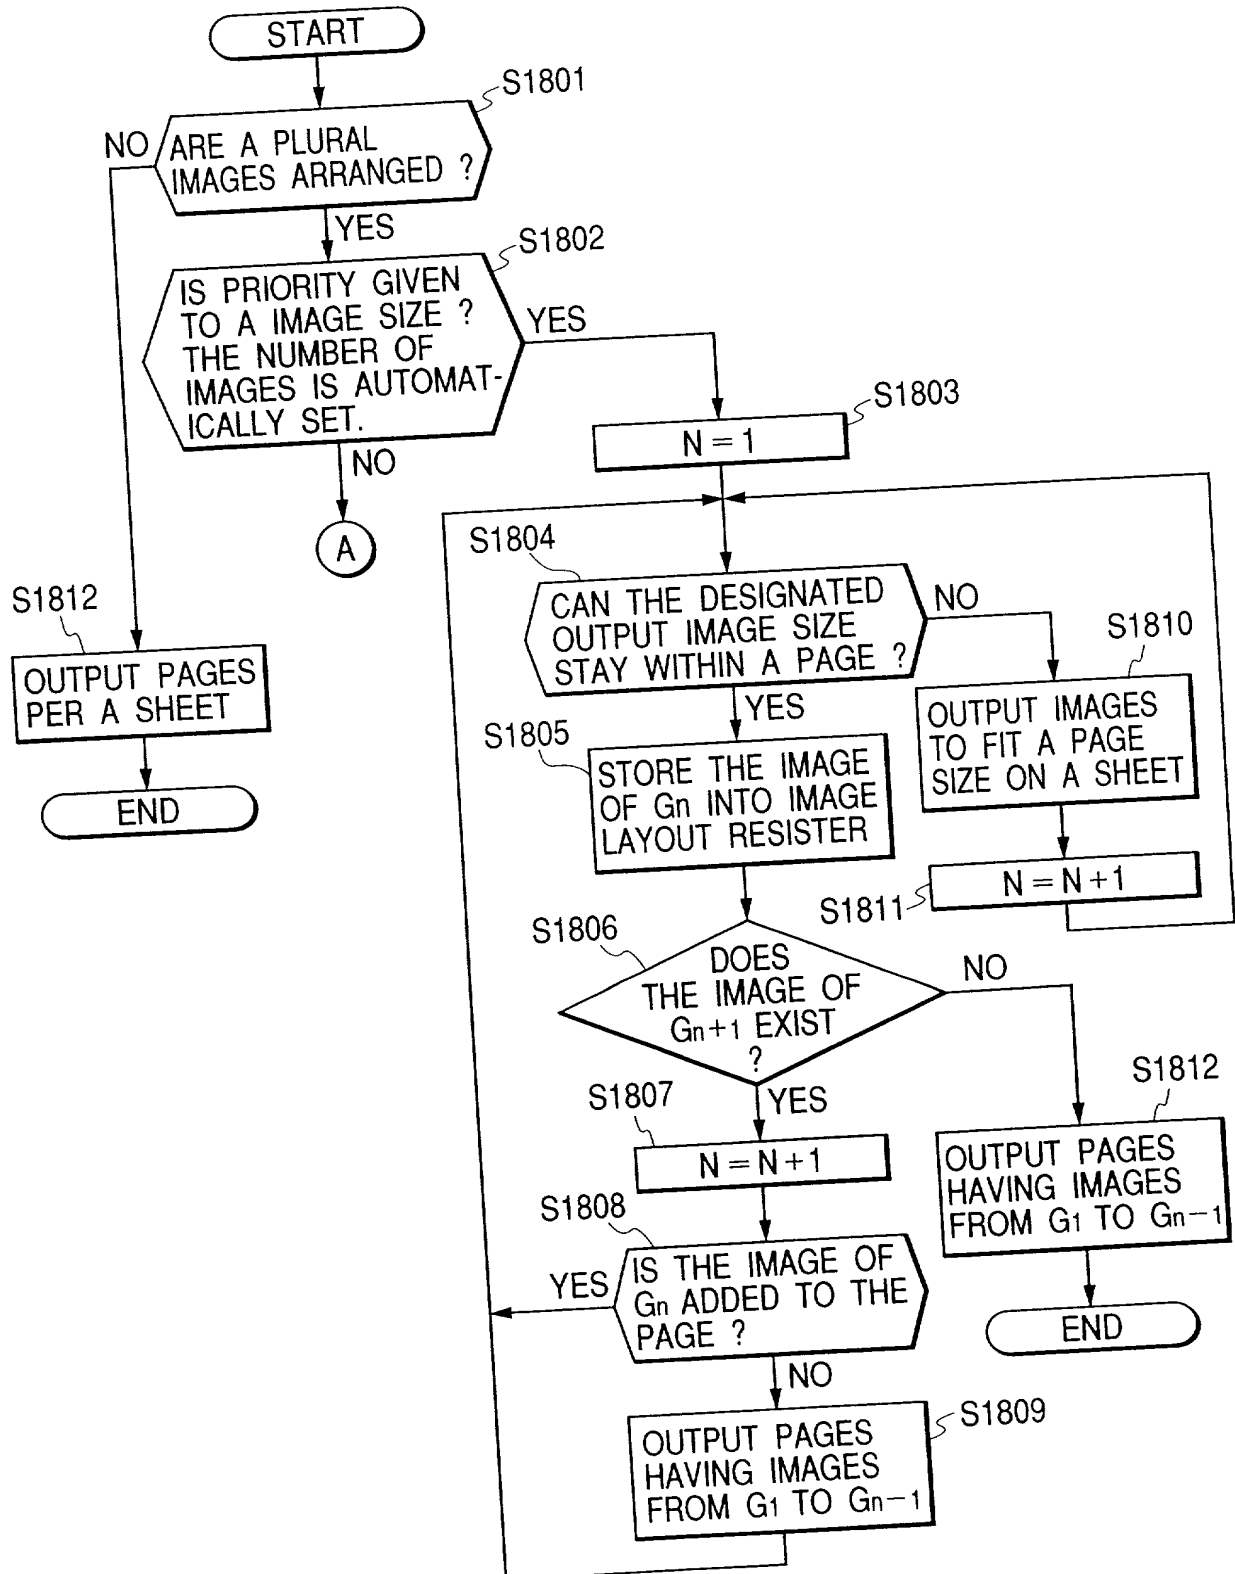 START
S1801
NO
ARE A PLURAL
IMAGES ARRANGED ?
YES
S1802
IS PRIORITY GIVEN
TO A IMAGE SIZE ?
THE NUMBER OF
IMAGES IS AUTOMAT-
ICALLY SET.
YES
NO
A
S1803
N = 1
S1812
OUTPUT PAGES
PER A SHEET
END
S1804
CAN THE DESIGNATED
OUTPUT IMAGE SIZE
STAY WITHIN A PAGE ?
NO
YES
S1810
OUTPUT IMAGES
TO FIT A PAGE
SIZE ON A SHEET
S1811
N = N + 1
S1805
STORE THE IMAGE
OF Gn INTO IMAGE
LAYOUT RESISTER
S1806
DOES
THE IMAGE OF
Gn+1 EXIST
?
NO
YES
S1812
OUTPUT PAGES
HAVING IMAGES
FROM G1 TO Gn-1
END
S1807
N = N + 1
S1808
YES
IS THE IMAGE OF
Gn ADDED TO THE
PAGE ?
NO
S1809
OUTPUT PAGES
HAVING IMAGES
FROM G1 TO Gn-1